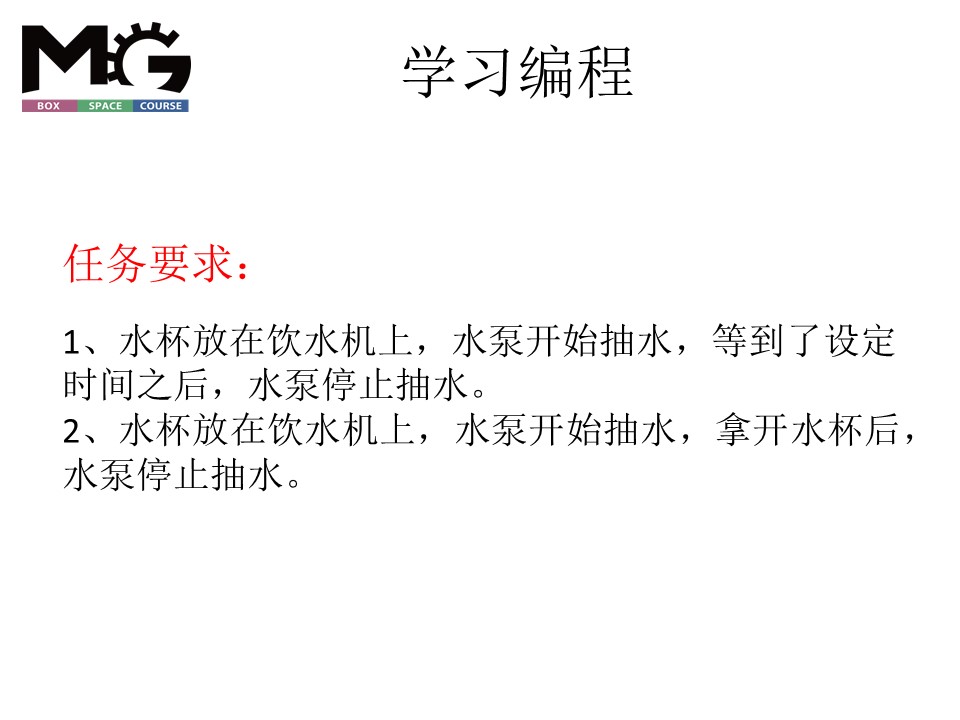 MG
BOX SPACE COURSE
学习编程
任务要求：
1、水杯放在饮水机上，水泵开始抽水，等到了设定
时间之后，水泵停止抽水。
2、水杯放在饮水机上，水泵开始抽水，拿开水杯后，
水泵停止抽水。